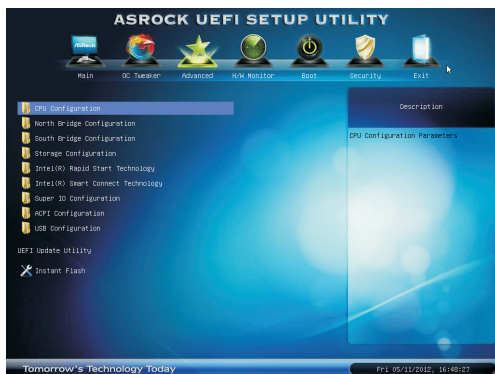 ASROCK UEFI SETUP UTILITY
ASRock
Main
OC Tweaker
Advanced
H/W Monitor
Boot
Security
Exit
CPU Configuration
North Bridge Configuration
South Bridge Configuration
Storage Configuration
Intel(R) Rapid Start Technology
Intel(R) Smart Connect Technology
Super IO Configuration
ACPI Configuration
USB Configuration
UEFI Update Utility
Instant Flash
Description
CPU Configuration Parameters
Tomorrow's Technology Today
Fri 05/11/2012, 16:48:27